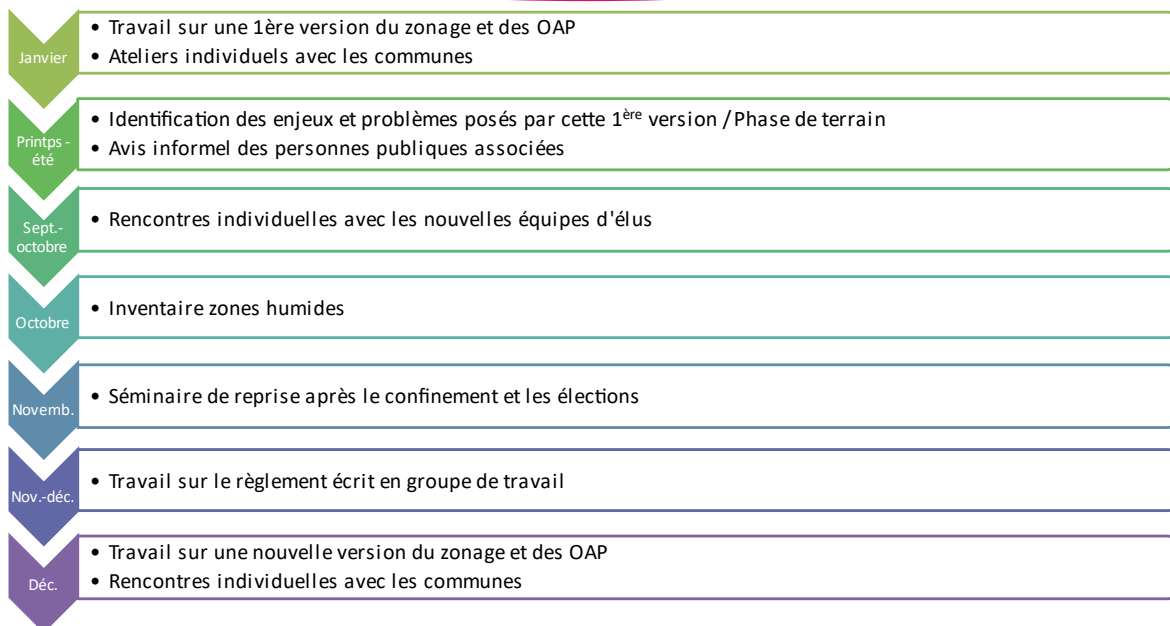 Janvier
• Travail sur une 1ère version du zonage et des OAP
• Ateliers individuels avec les communes
Printps -
été
• Identification des enjeux et problèmes posés par cette 1ère version / Phase de terrain
• Avis informel des personnes publiques associées
Sept.-
octobre
• Rencontres individuelles avec les nouvelles équipes d'élus
Octobre
• Inventaire zones humides
Novemb.
• Séminaire de reprise après le confinement et les élections
Nov.-déc.
• Travail sur le règlement écrit en groupe de travail
Déc.
• Travail sur une nouvelle version du zonage et des OAP
• Rencontres individuelles avec les communes